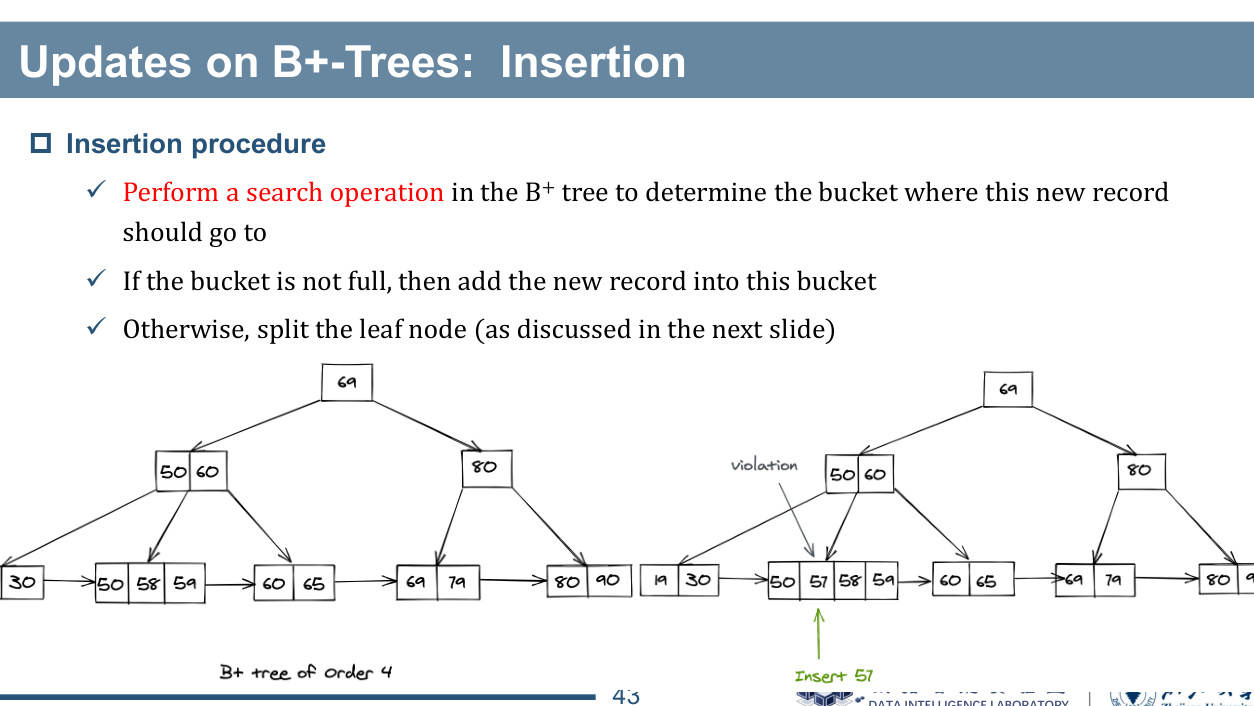 Updates on B+-Trees: Insertion
Insertion procedure
Perform a search operation in the B+ tree to determine the bucket where this new record
should go to
If the bucket is not full, then add the new record into this bucket
Otherwise, split the leaf node (as discussed in the next slide)
69
50 60
80
30
50 58 59
60 65
69 79
80 90
B+ tree of order 4
69
violation
50 60
80
19 30
50 57 58 59
60 65
69 79
80
Insert 57
43
DATA INTELLIGENCE LABORATORY